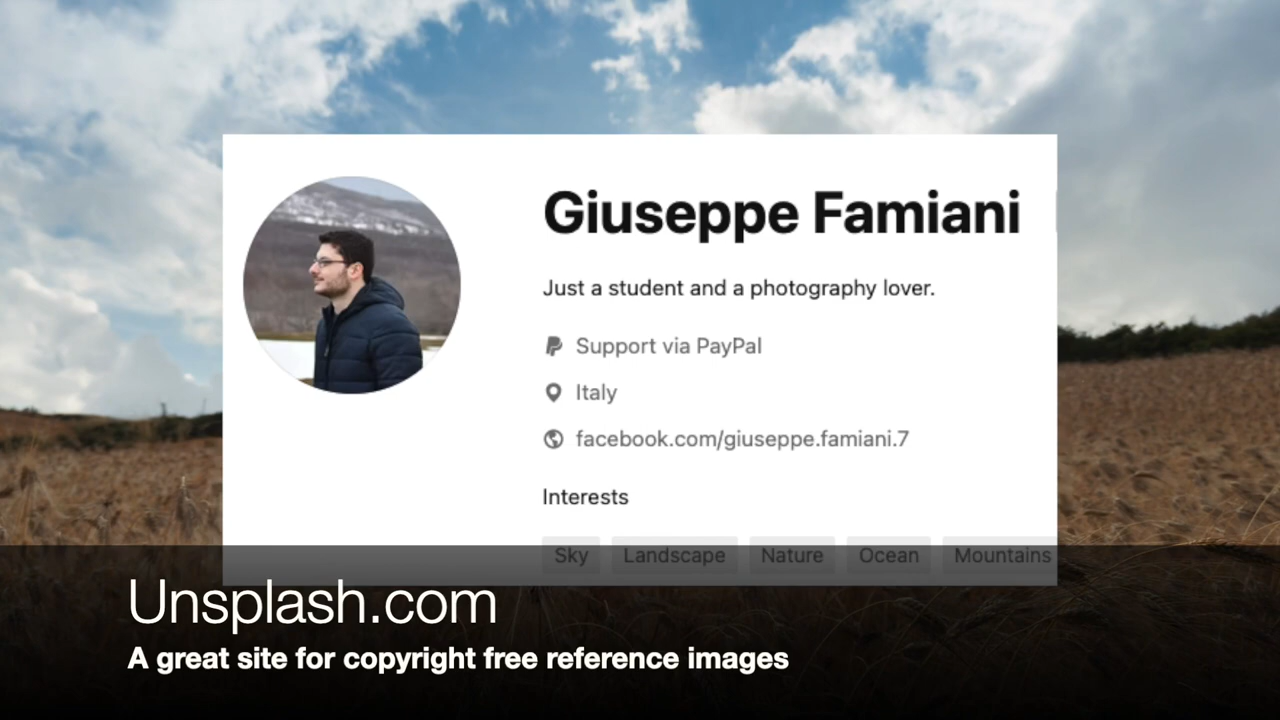 Giuseppe Famiani
Just a student and a photography lover.
Support via PayPal
Italy
facebook.com/giuseppe.famiani.7
Interests
Sky Landscape Nature Ocean Mountains
Unsplash.com
A great site for copyright free reference images